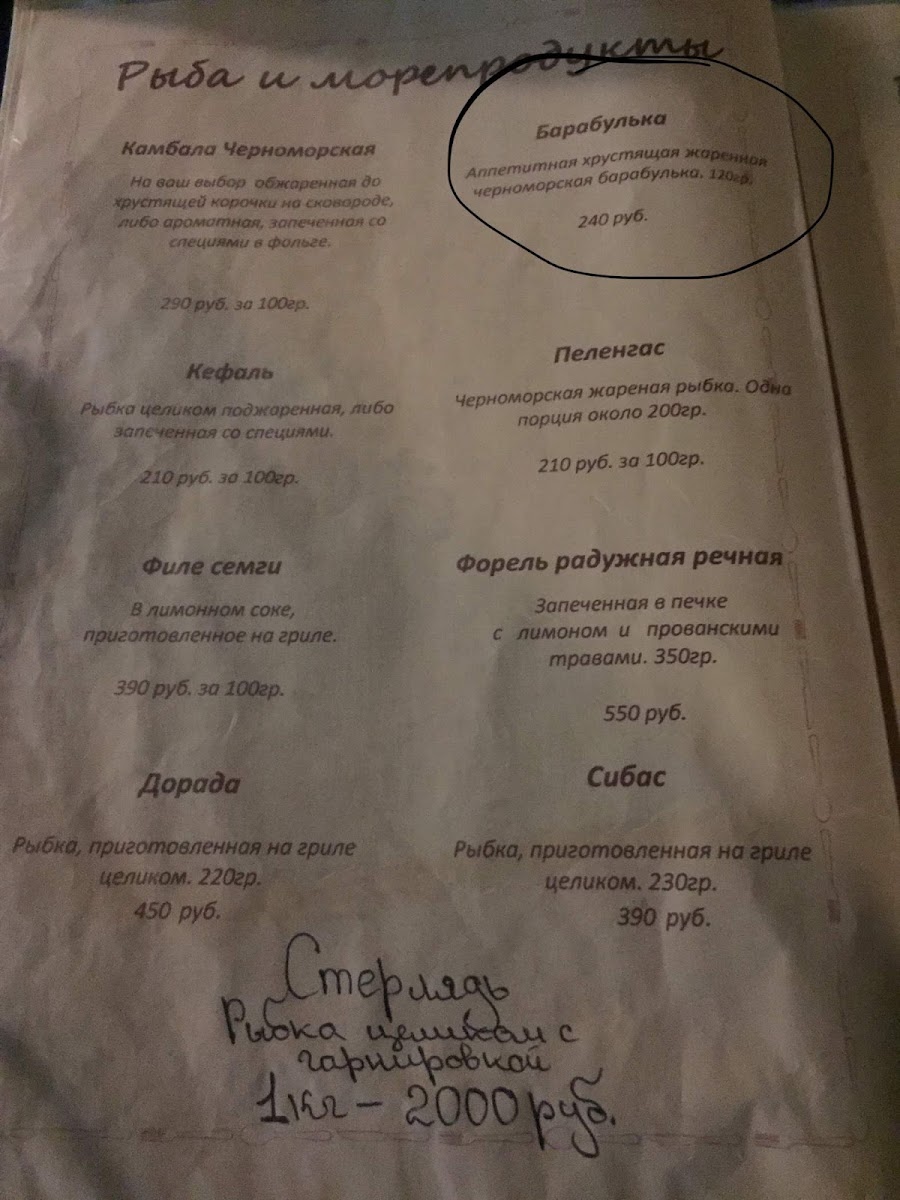 Рыба и морепродукты
Камбала Черноморская
На ваш выбор обжаренная до
хрустящей корочки на сковороде,
либо ароматная, запеченная со
специями в фольге.
290 руб. за 100гр.
Барабулька
Аппетитная хрустящая жаренная
черноморская барабулька. 120гр.
240 руб.
Кефаль
Рыбка целиком поджаренная, либо
запеченная со специями.
210 руб. за 100гр.
Пеленгас
Черноморская жареная рыбка. Одна
порция около 200гр.
210 руб. за 100гр.
Филе семги
В лимонном соке,
приготовленное на гриле.
390 руб. за 100гр.
Форель радужная речная
Запеченная в печке
с лимоном и прованскими
травами. 350гр.
550 руб.
Дорада
Рыбка, приготовленная на гриле
целиком. 220гр.
450 руб.
Сибас
Рыбка, приготовленная на гриле
целиком. 230гр.
390 руб.
Стерлядь
Рыбка целиком с
гарнировкой
1кг - 2000 руб.